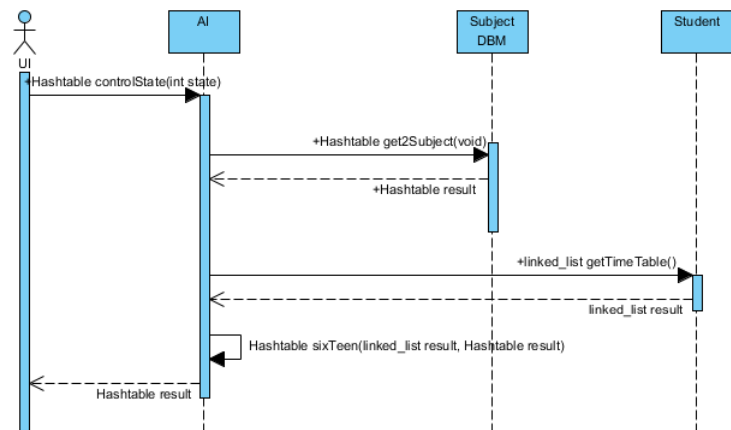 AI
Subject
DBM
Student
UI
+Hashtable controlState(int state)
+Hashtable get2Subject(void)
+Hashtable result
+linked_list getTimeTable()
linked_list result
Hashtable sixTeen(linked_list result, Hashtable result)
Hashtable result